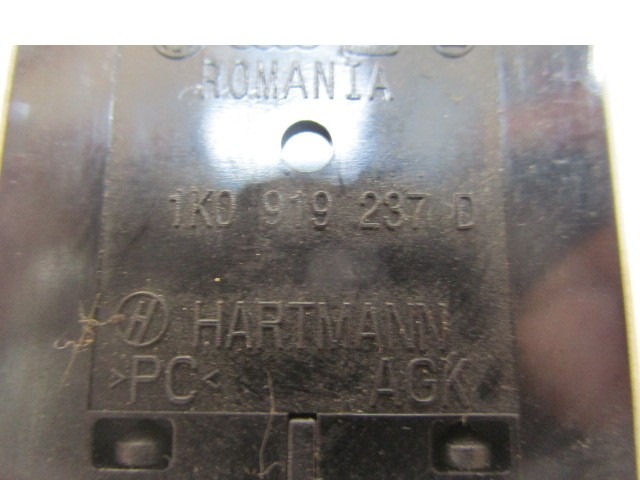 ROMANIA
1K0 919 237 D
HARTMANN
>PC< AGK